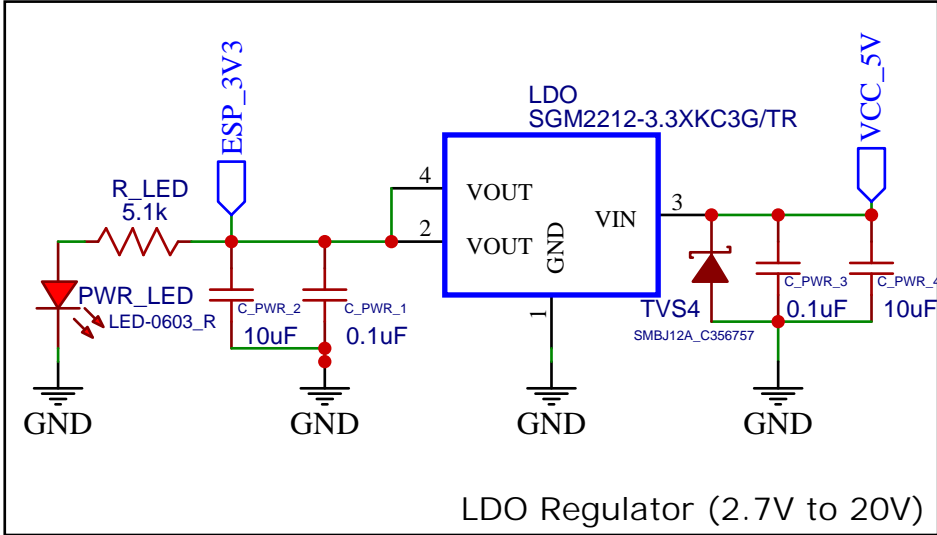 ESP_3V3
VCC_5V
LDO
SGM2212-3.3XKC3G/TR
R_LED
5.1k
4
VOUT
VIN
3
2
VOUT
GND
1
PWR_LED
LED-0603_R
C_PWR_2
10uF
C_PWR_1
0.1uF
TVS4
SMBJ12A_C356757
C_PWR_3
0.1uF
C_PWR_4
10uF
GND
GND
GND
GND
LDO Regulator (2.7V to 20V)